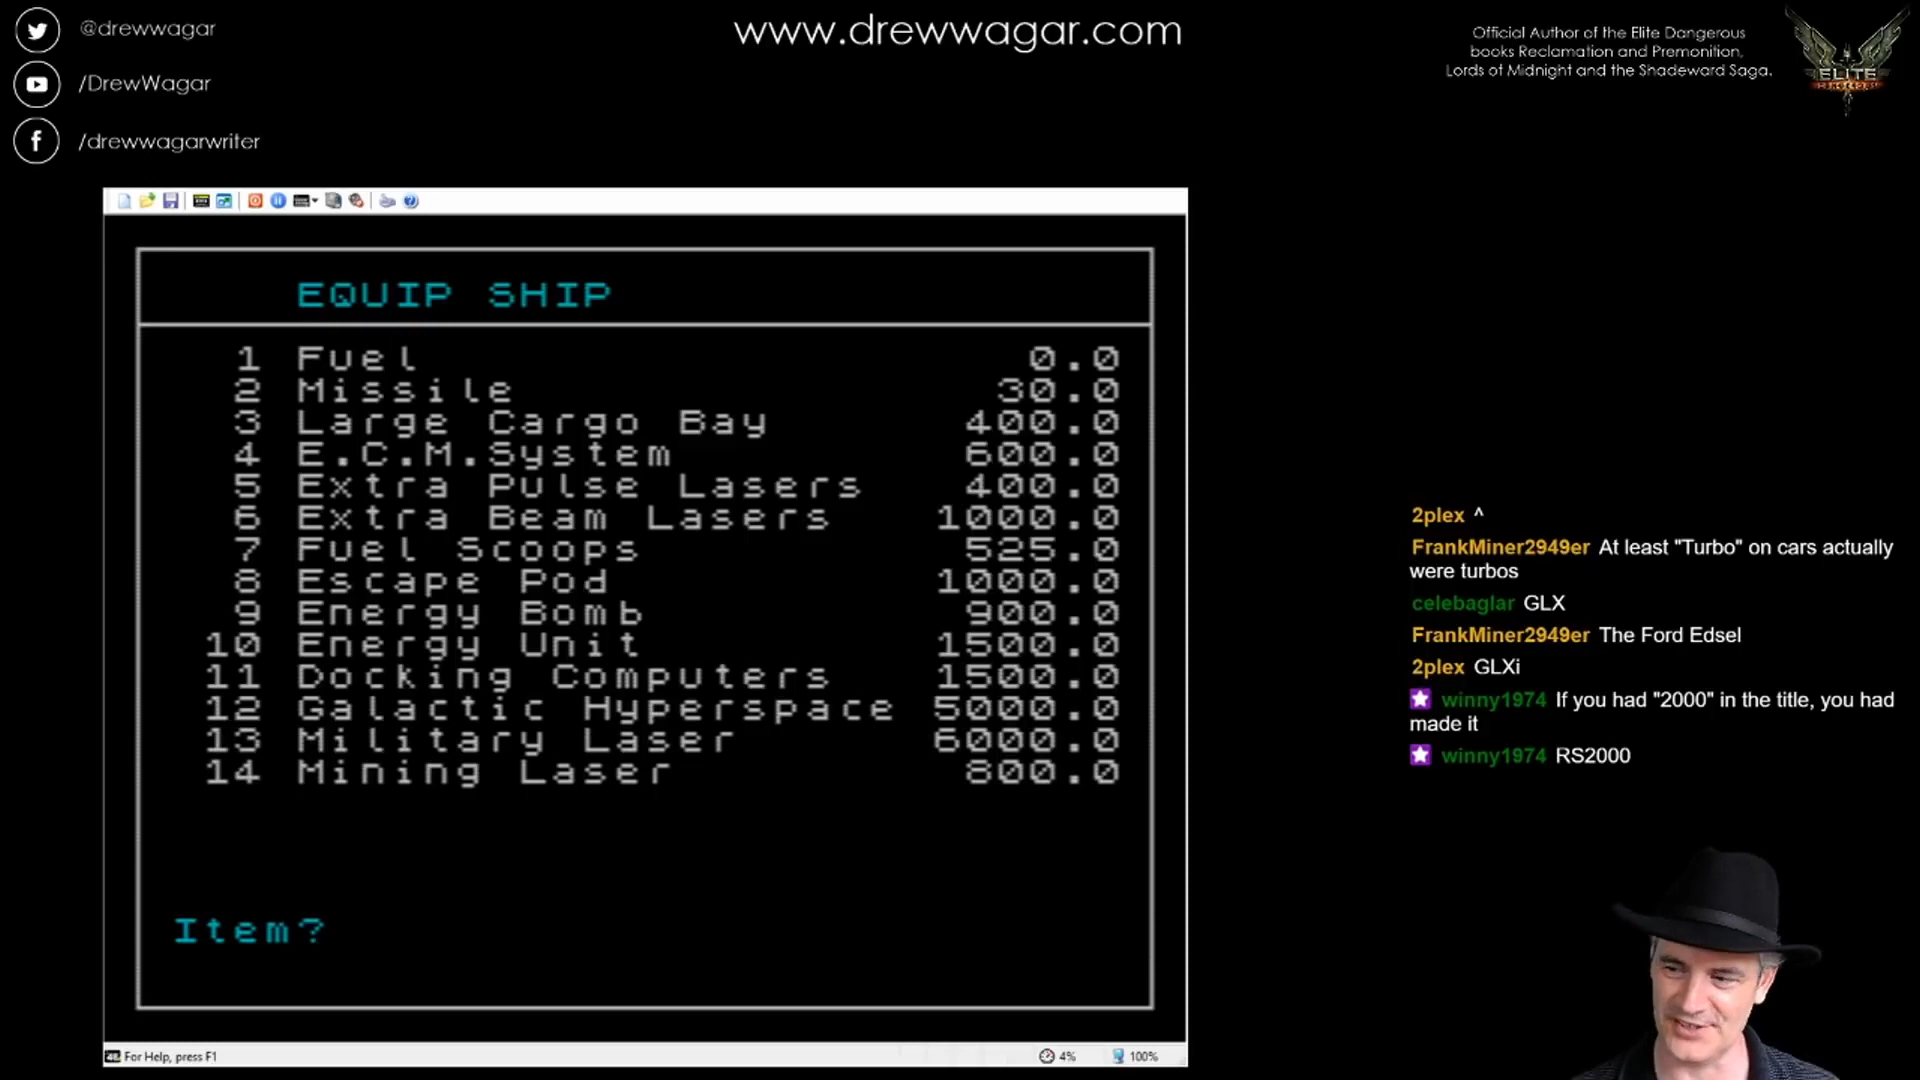 @drewwagar
/DrewWagar
/drewwagarwriter
www.drewwagar.com
Official Author of the Elite Dangerous
books Reclamation and Premonition,
Lords of Midnight and the Shadeward Saga.
ELITE
DANGEROUS
EQUIP SHIP
1 Fuel 0.0
2 Missile 30.0
3 Large Cargo Bay 400.0
4 E.C.M.System 600.0
5 Extra Pulse Lasers 400.0
6 Extra Beam Lasers 1000.0
7 Fuel Scoops 525.0
8 Escape Pod 1000.0
9 Energy Bomb 900.0
10 Energy Unit 1500.0
11 Docking Computers 1500.0
12 Galactic Hyperspace 5000.0
13 Military Laser 6000.0
14 Mining Laser 800.0
Item?
For Help, press F1
4%
100%
2plex ^
FrankMiner2949er At least "Turbo" on cars actually
were turbos
celebaglar GLX
FrankMiner2949er The Ford Edsel
2plex GLXi
winny1974 If you had "2000" in the title, you had
made it
winny1974 RS2000